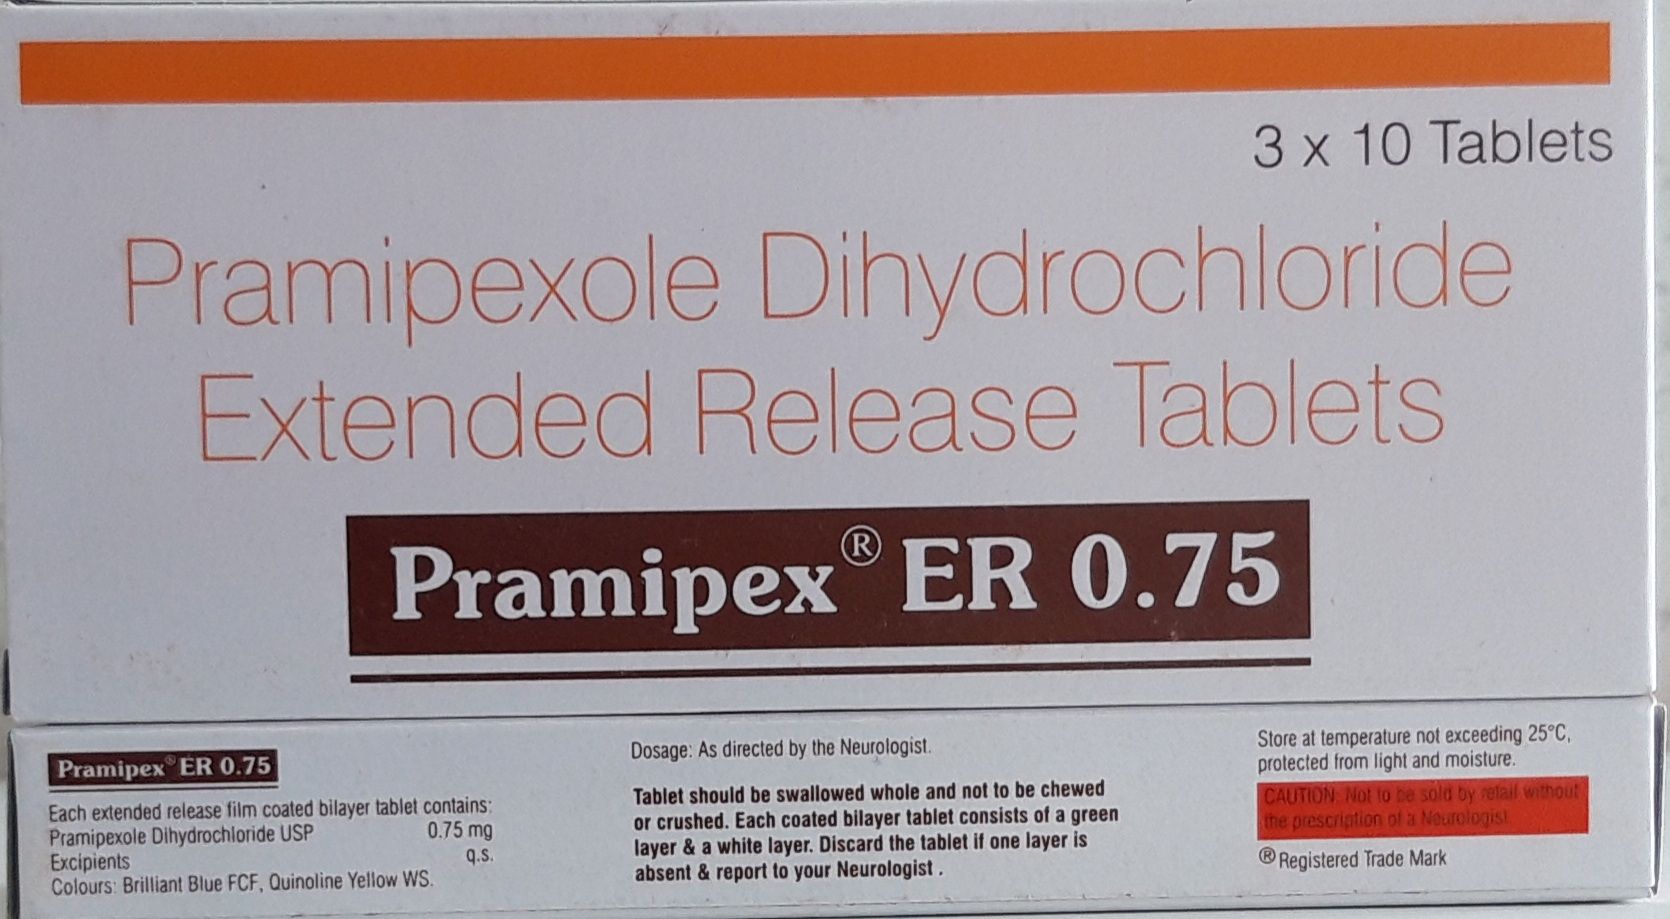 3 x 10 Tablets
Pramipexole Dihydrochloride
Extended Release Tablets
Pramipex® ER 0.75
Pramipex® ER 0.75
Each extended release film coated bilayer tablet contains:
Pramipexole Dihydrochloride USP 0.75 mg
Excipients q.s.
Colours: Brilliant Blue FCF, Quinoline Yellow WS.
Dosage: As directed by the Neurologist.
Tablet should be swallowed whole and not to be chewed
or crushed. Each coated bilayer tablet consists of a green
layer & a white layer. Discard the tablet if one layer is
absent & report to your Neurologist .
Store at temperature not exceeding 25°C,
protected from light and moisture.
CAUTION: Not to be sold by retail without
the prescription of a Neurologist.
® Registered Trade Mark